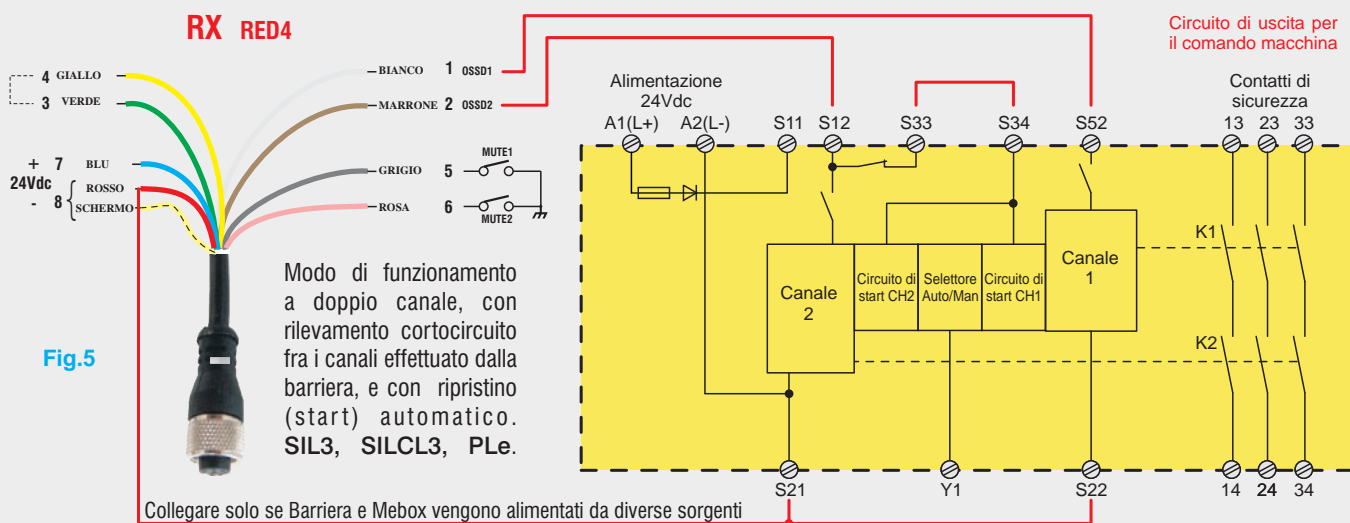 RX RED4
Circuito di uscita per
il comando macchina
4 GIALLO
3 VERDE
+ 7 BLU
24Vdc
- 8 ROSSO
SCHERMO
BIANCO 1 OSSD1
MARRONE 2 OSSD2
GRIGIO 5 MUTE1
ROSA 6 MUTE2
Alimentazione
24Vdc
Contatti di
sicurezza
A1(L+) A2(L-) S11 S12 S33 S34 S52 13 23 33
K1
Canale
2
Circuito di
start CH2
Selettore
Auto/Man
Circuito di
start CH1
Canale
1
K2
Modo di funzionamento
a doppio canale, con
rilevamento cortocircuito
fra i canali effettuato dalla
barriera, e con ripristino
(start) automatico.
SIL3, SILCL3, PLe.
Fig.5
S21 Y1 S22 14 24 34
Collegare solo se Barriera e Mebox vengono alimentati da diverse sorgenti